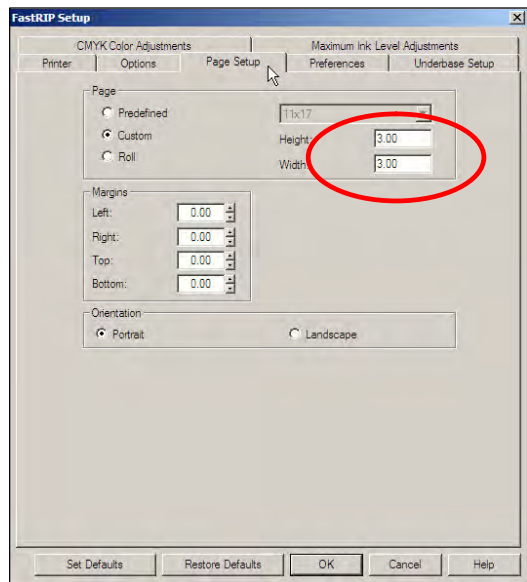 FastRIP Setup
CMYK Color Adjustments Maximum Ink Level Adjustments
Printer Options Page Setup Preferences Underbase Setup
Page
Predefined 11x17
Custom Height: 3.00
Roll Width: 3.00
Margins
Left: 0.00
Right: 0.00
Top: 0.00
Bottom: 0.00
Orientation
Portrait Landscape
Set Defaults Restore Defaults OK Cancel Help